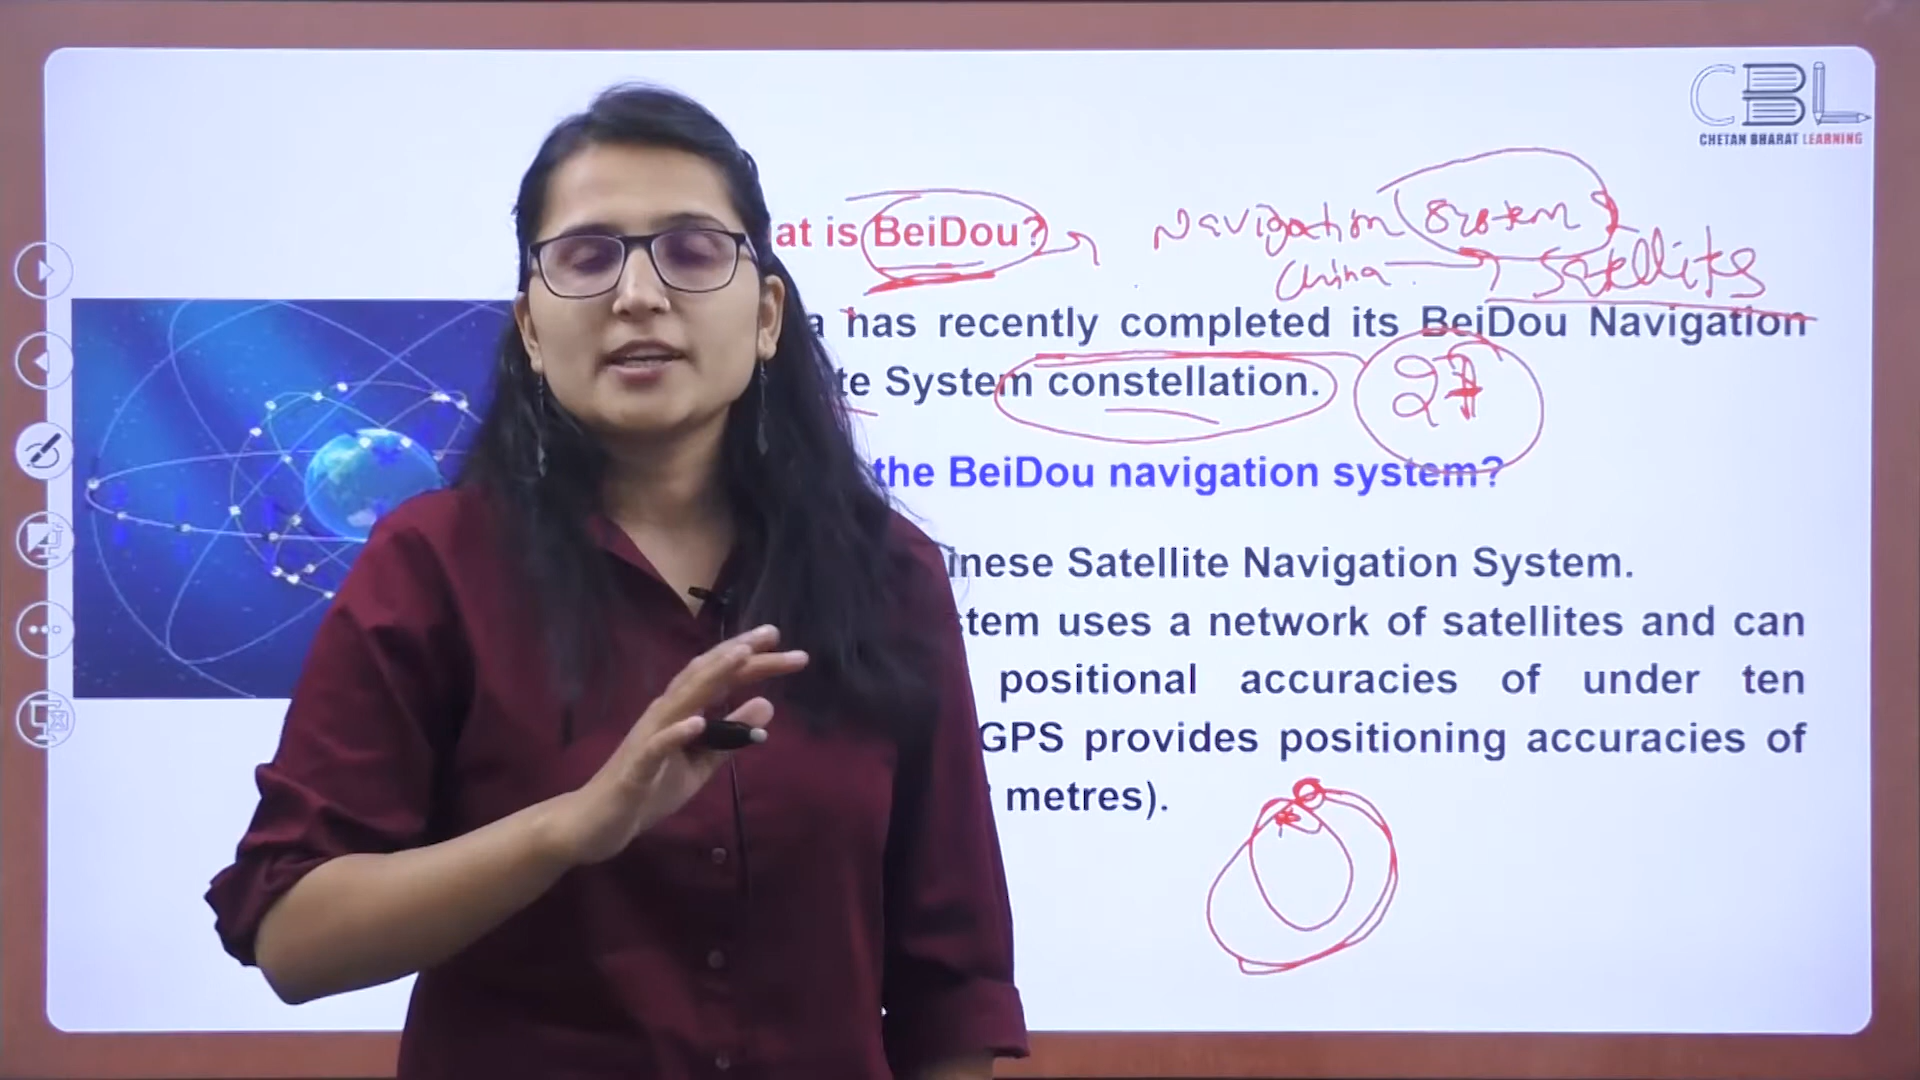 CBL
CHETAN BHARAT LEARNING
at is BeiDou?
Navigation System
China
Satellites
a has recently completed its BeiDou Navigation
te System constellation.
27
the BeiDou navigation system?
inese Satellite Navigation System.
stem uses a network of satellites and can
positional accuracies of under ten
GPS provides positioning accuracies of
metres).